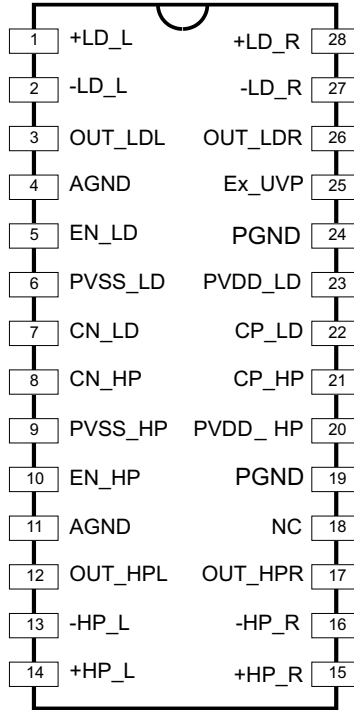 1 +LD_L +LD_R 28
2 -LD_L -LD_R 27
3 OUT_LDL OUT_LDR 26
4 AGND Ex_UVP 25
5 EN_LD PGND 24
6 PVSS_LD PVDD_LD 23
7 CN_LD CP_LD 22
8 CN_HP CP_HP 21
9 PVSS_HP PVDD_ HP 20
10 EN_HP PGND 19
11 AGND NC 18
12 OUT_HPL OUT_HPR 17
13 -HP_L -HP_R 16
14 +HP_L +HP_R 15